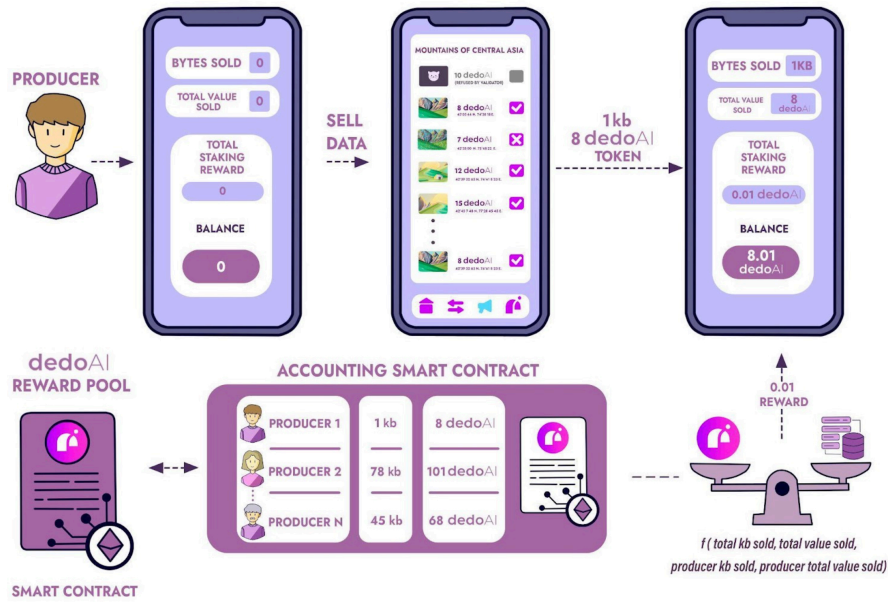 PRODUCER
BYTES SOLD 0
TOTAL VALUE
SOLD 0
TOTAL
STAKING
REWARD
0
BALANCE
0
SELL
DATA
MOUNTAINS OF CENTRAL ASIA
10 dedoAI
(REFUSED BY VALIDATOR)
8 dedoAI
7 dedoAI
12 dedoAI
15 dedoAI
8 dedoAI
1kb
8 dedoAI
TOKEN
BYTES SOLD 1KB
TOTAL VALUE
SOLD 8
dedoAI
TOTAL
STAKING
REWARD
0.01 dedoAI
BALANCE
8.01
dedoAI
dedoAI
REWARD POOL
SMART CONTRACT
ACCOUNTING SMART CONTRACT
PRODUCER 1 1 kb 8 dedoAI
PRODUCER 2 78 kb 101 dedoAI
PRODUCER N 45 kb 68 dedoAI
0.01
REWARD
f ( total kb sold, total value sold,
producer kb sold, producer total value sold)